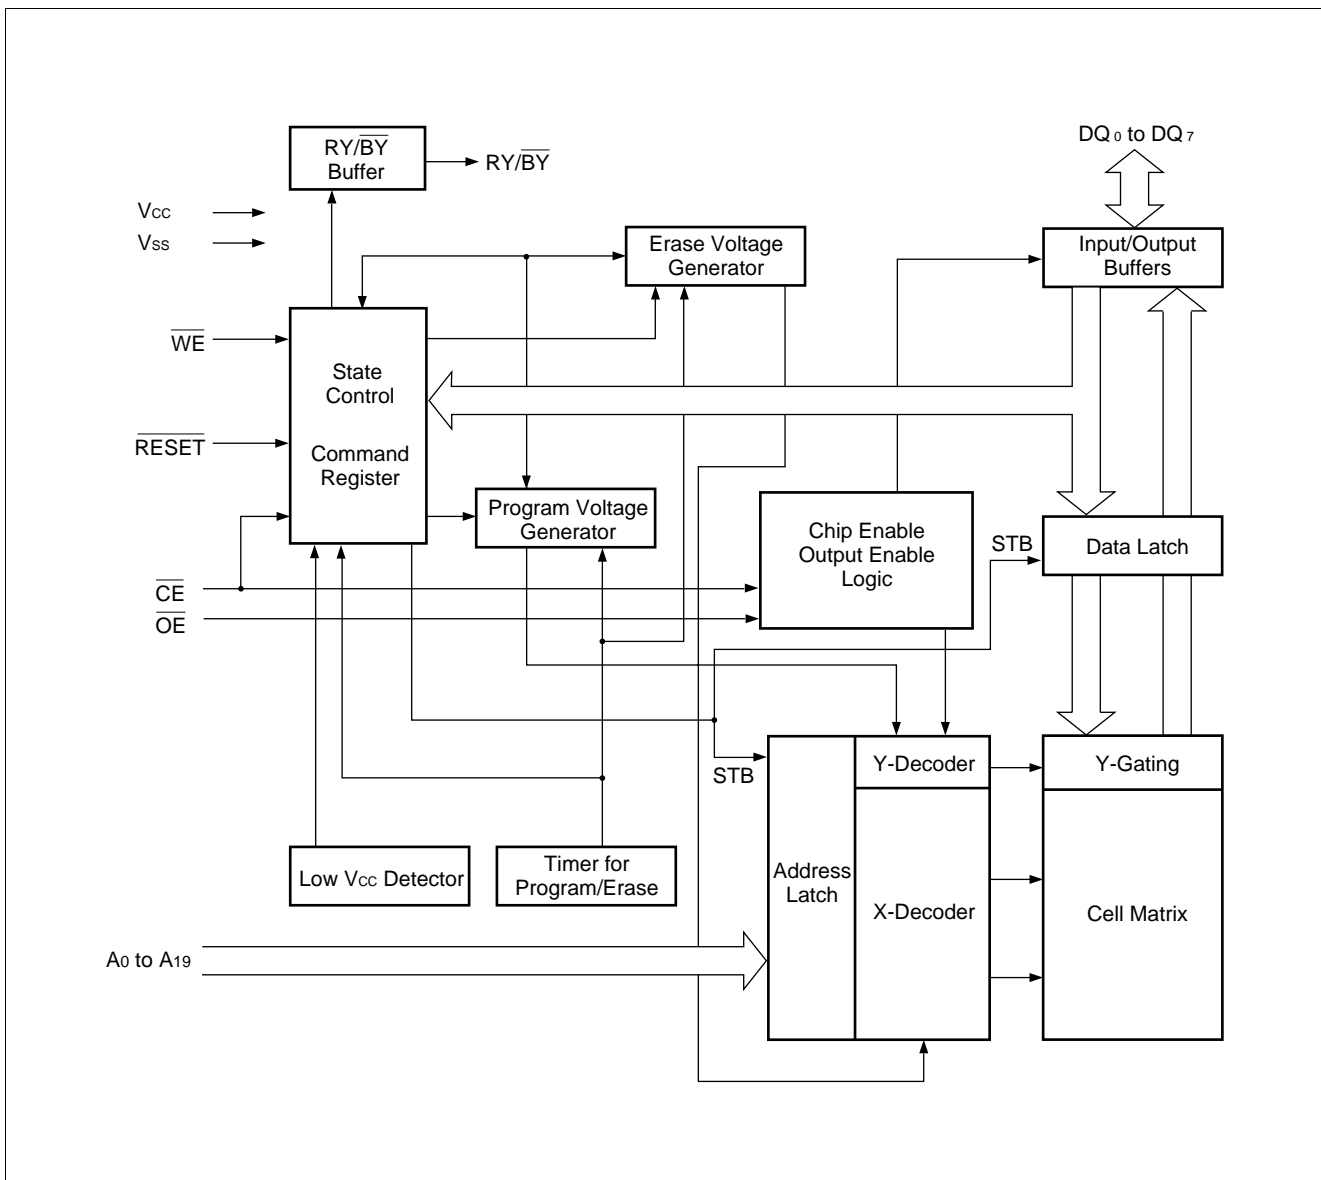 RY/BY
Buffer
RY/BY
DQ0 to DQ7
VCC
VSS
Erase Voltage
Generator
Input/Output
Buffers
WE
State
Control
RESET
Command
Register
Program Voltage
Generator
Chip Enable
Output Enable
Logic
STB
Data Latch
CE
OE
STB
Y-Decoder
Y-Gating
Low VCC Detector
Timer for
Program/Erase
Address
Latch
X-Decoder
Cell Matrix
A0 to A19